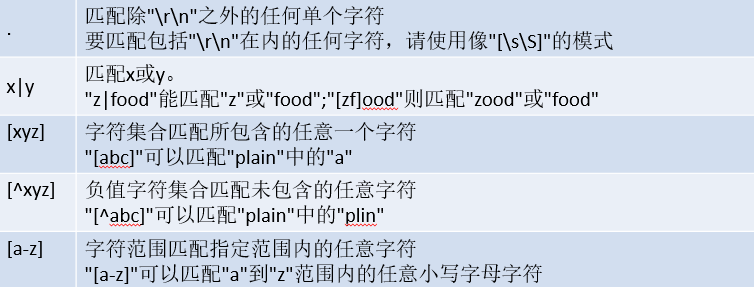 .
匹配除"\r\n"之外的任何单个字符
要匹配包括"\r\n"在内的任何字符，请使用像"[\s\S]"的模式
x|y
匹配x或y。
"z|food"能匹配"z"或"food";"[zf]ood"则匹配"zood"或"food"
[xyz]
字符集合匹配所包含的任意一个字符
"[abc]"可以匹配"plain"中的"a"
[^xyz]
负值字符集合匹配未包含的任意字符
"[^abc]"可以匹配"plain"中的"plin"
[a-z]
字符范围匹配指定范围内的任意字符
"[a-z]"可以匹配"a"到"z"范围内的任意小写字母字符